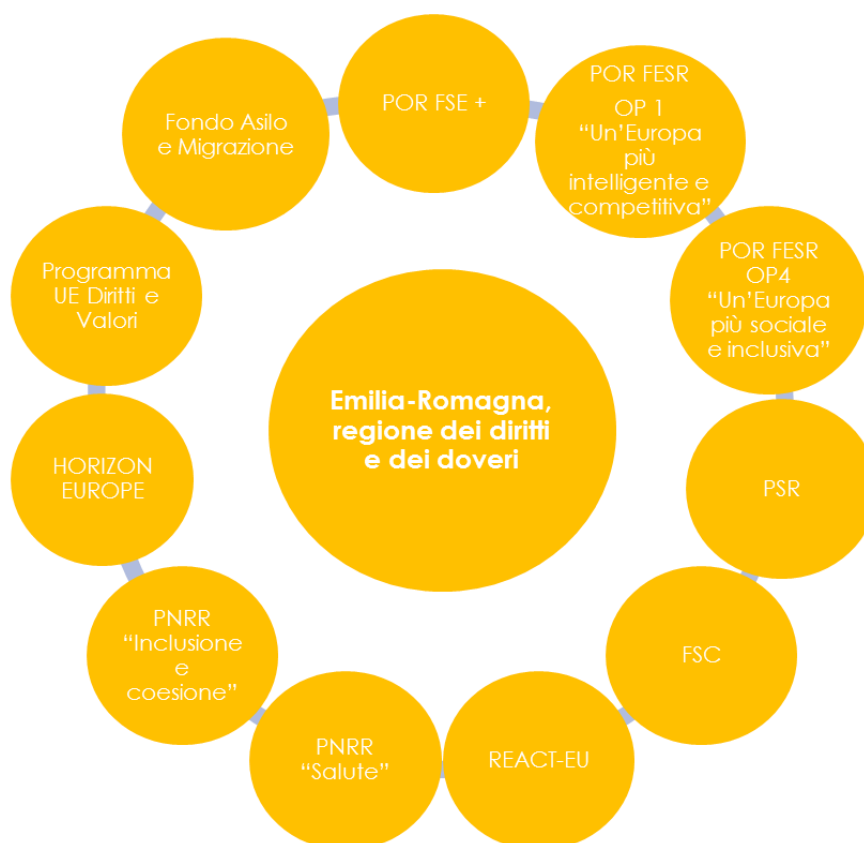 POR FSE +
POR FESR
OP 1
“Un’Europa
più
intelligente e
competitiva”
POR FESR
OP4
“Un’Europa
più sociale
e inclusiva”
PSR
FSC
REACT-EU
PNRR
“Salute”
PNRR
“Inclusione
e
coesione”
HORIZON
EUROPE
Programma
UE Diritti e
Valori
Fondo Asilo
e Migrazione
Emilia-Romagna,
regione dei diritti
e dei doveri